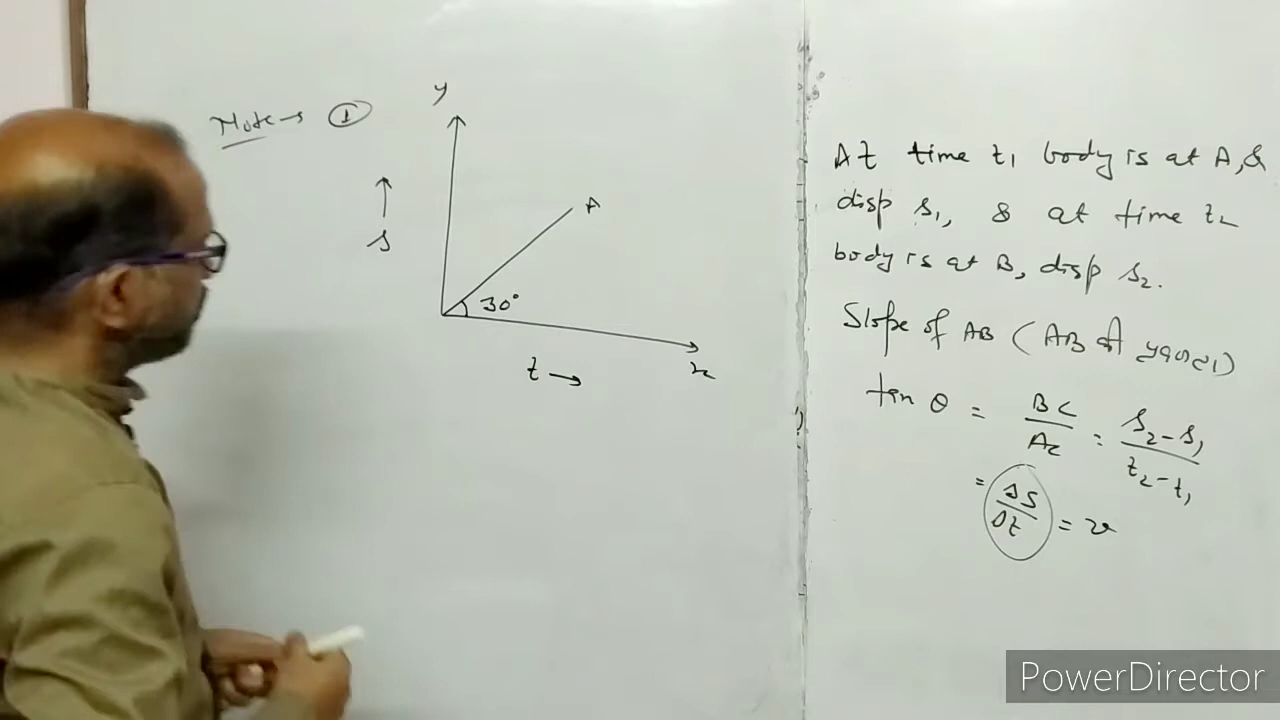 Note → ①
y
s
A
30°
t →
x
At time t₁ body is at A, &
disp s₁, & at time t₂
body is at B, disp s₂.
Slope of AB (AB की
tan θ = BC/AC = s₂-s₁/t₂-t₁
= Δs/Δt = v
PowerDirector